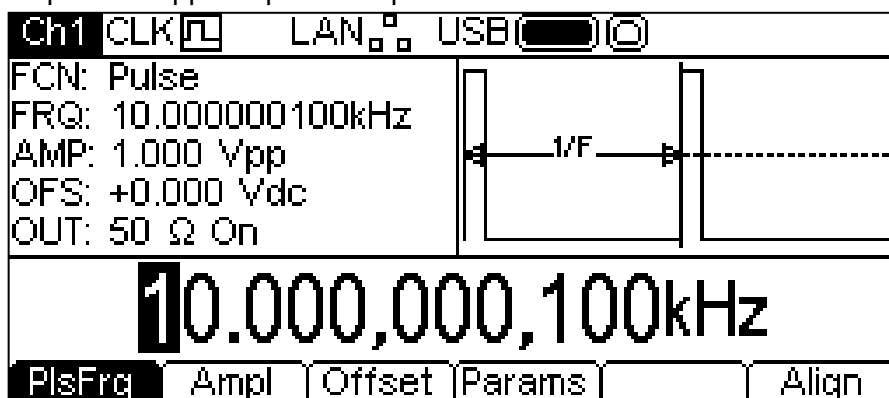 Ch1 CLK LAN USB
FCN: Pulse
FRQ: 10.000000100kHz
AMP: 1.000 Vpp
OFS: +0.000 Vdc
OUT: 50 Ω On
1/F
10.000,000,100kHz
PlsFrq Ampl Offset Params Align